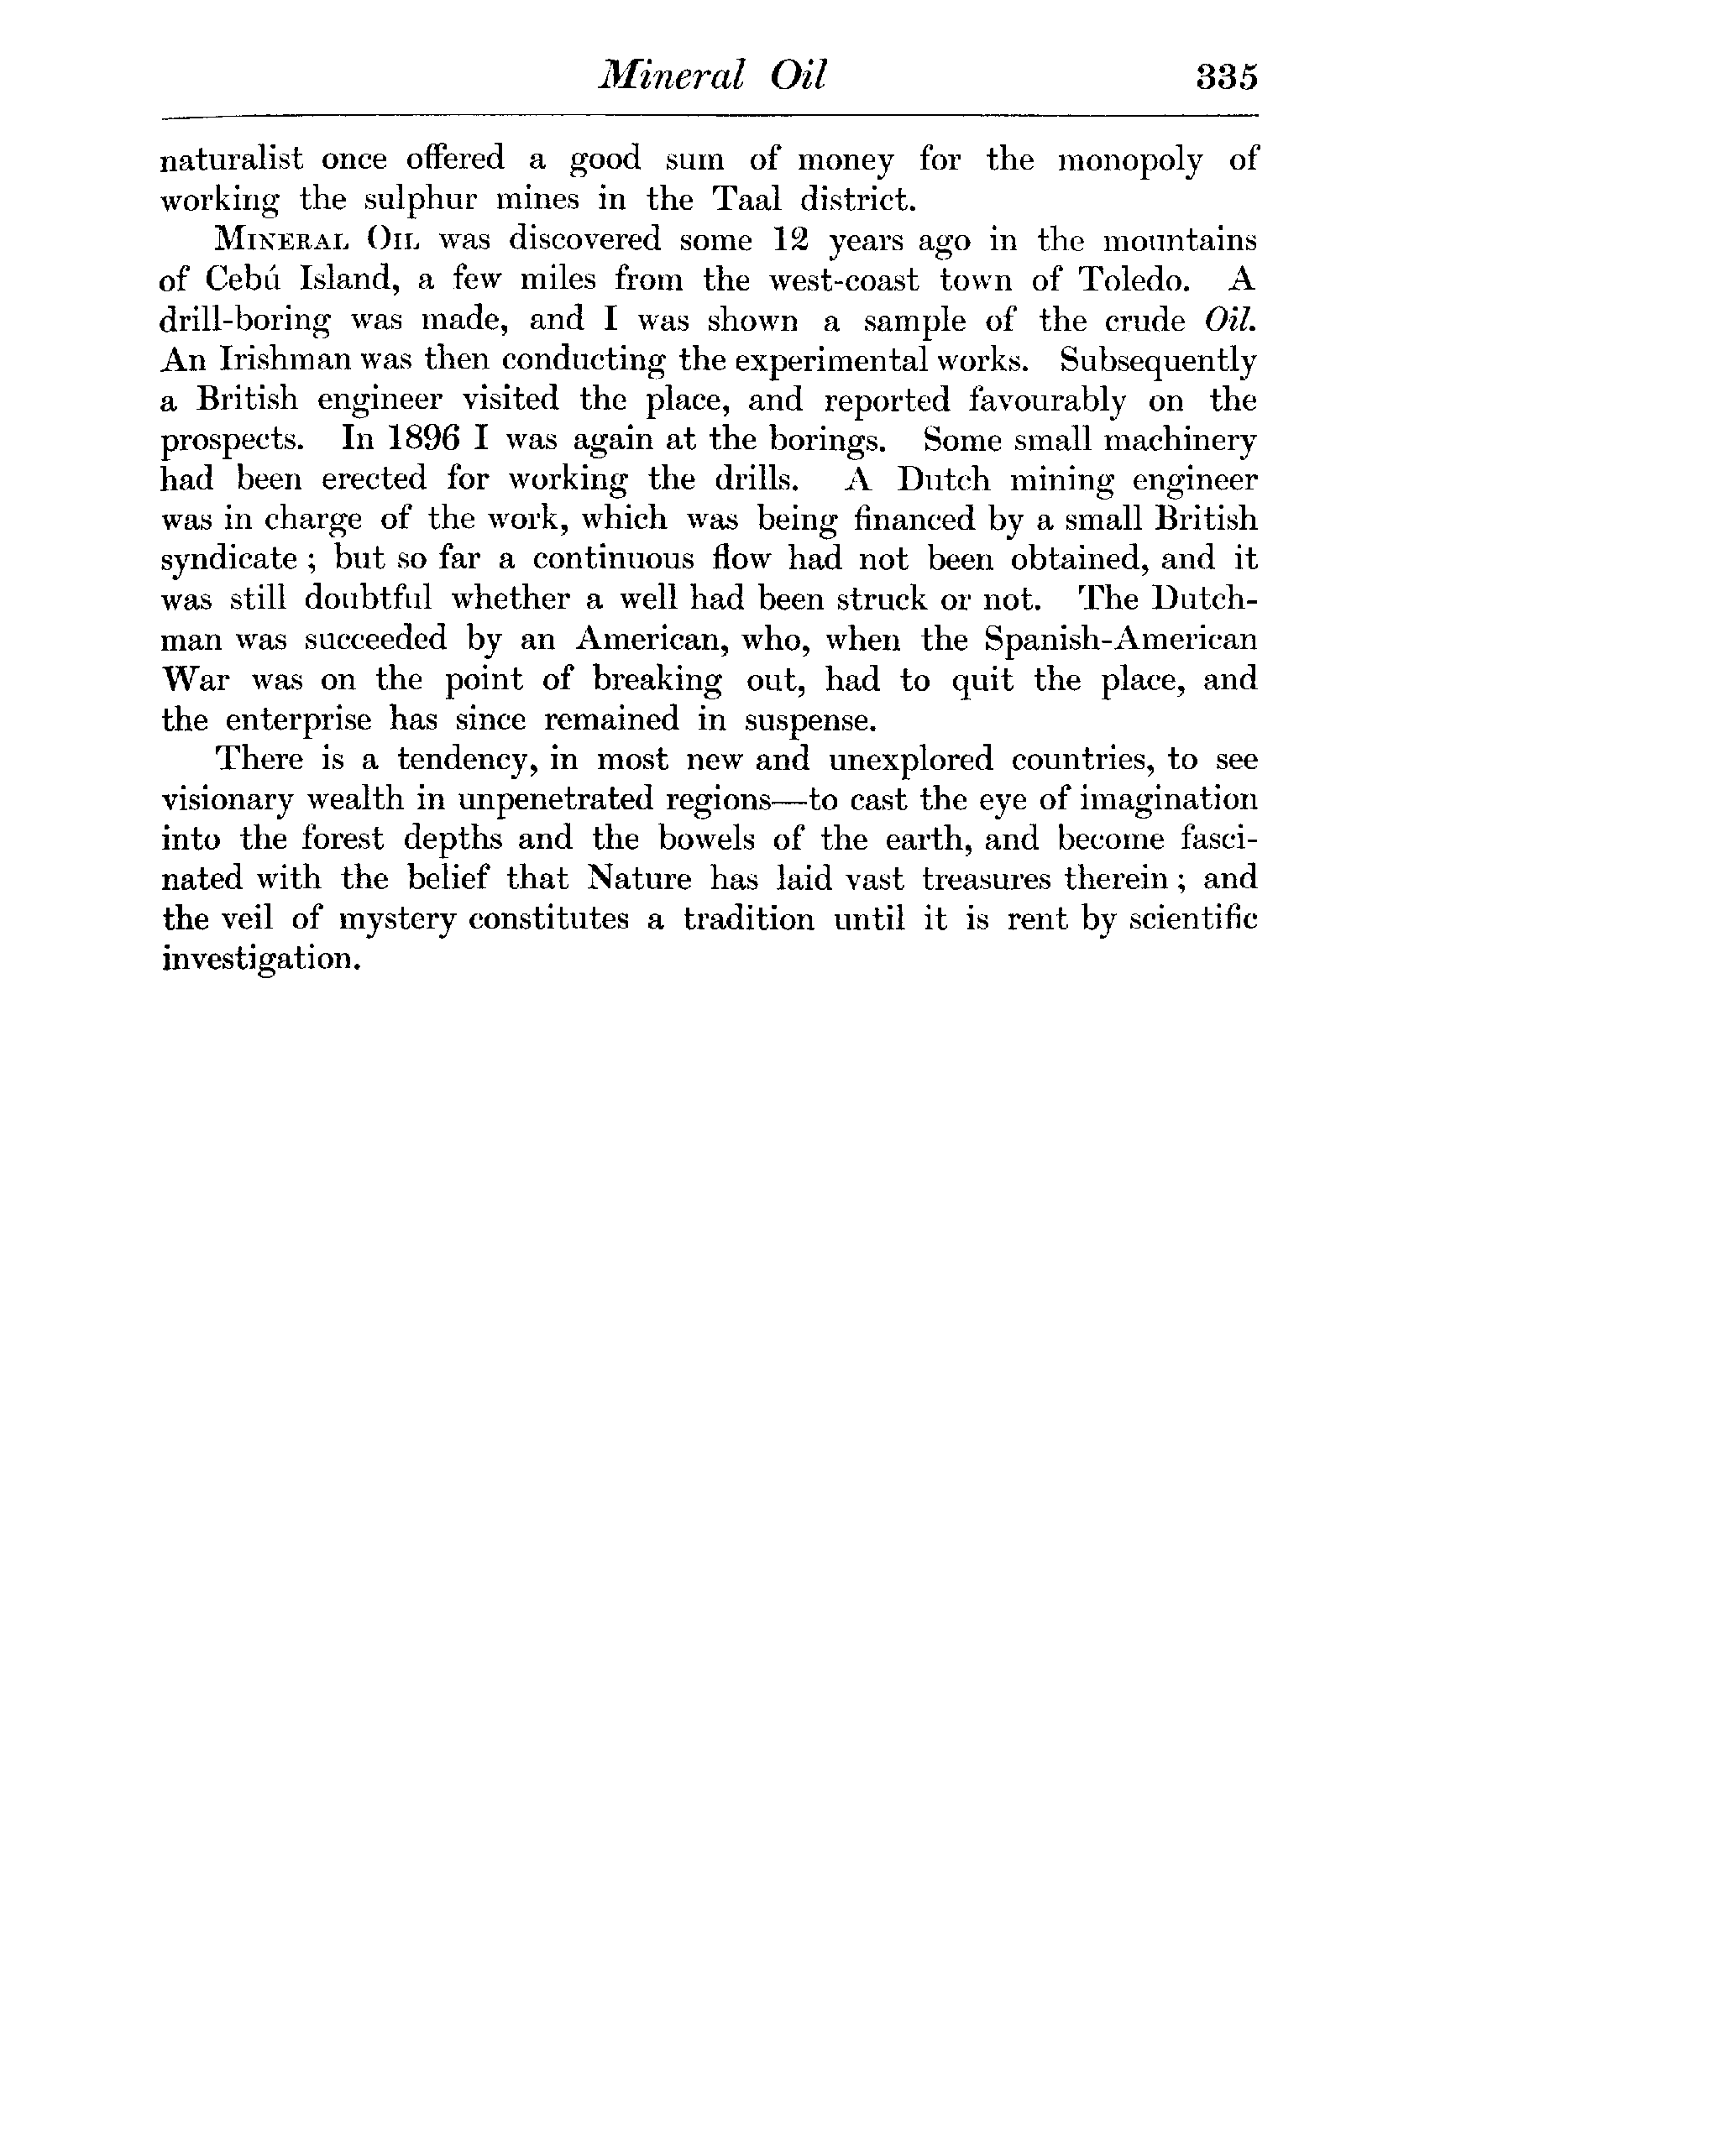 Mineral Oil 335
naturalist once offered a good sum of money for the monopoly of
working the sulphur mines in the Taal district.
MINERAL OIL was discovered some 12 years ago in the mountains
of Cebú Island, a few miles from the west-coast town of Toledo. A
drill-boring was made, and I was shown a sample of the crude Oil.
An Irishman was then conducting the experimental works. Subsequently
a British engineer visited the place, and reported favourably on the
prospects. In 1896 I was again at the borings. Some small machinery
had been erected for working the drills. A Dutch mining engineer
was in charge of the work, which was being financed by a small British
syndicate ; but so far a continuous flow had not been obtained, and it
was still doubtful whether a well had been struck or not. The Dutch-
man was succeeded by an American, who, when the Spanish-American
War was on the point of breaking out, had to quit the place, and
the enterprise has since remained in suspense.
There is a tendency, in most new and unexplored countries, to see
visionary wealth in unpenetrated regions—to cast the eye of imagination
into the forest depths and the bowels of the earth, and become fasci-
nated with the belief that Nature has laid vast treasures therein ; and
the veil of mystery constitutes a tradition until it is rent by scientific
investigation.